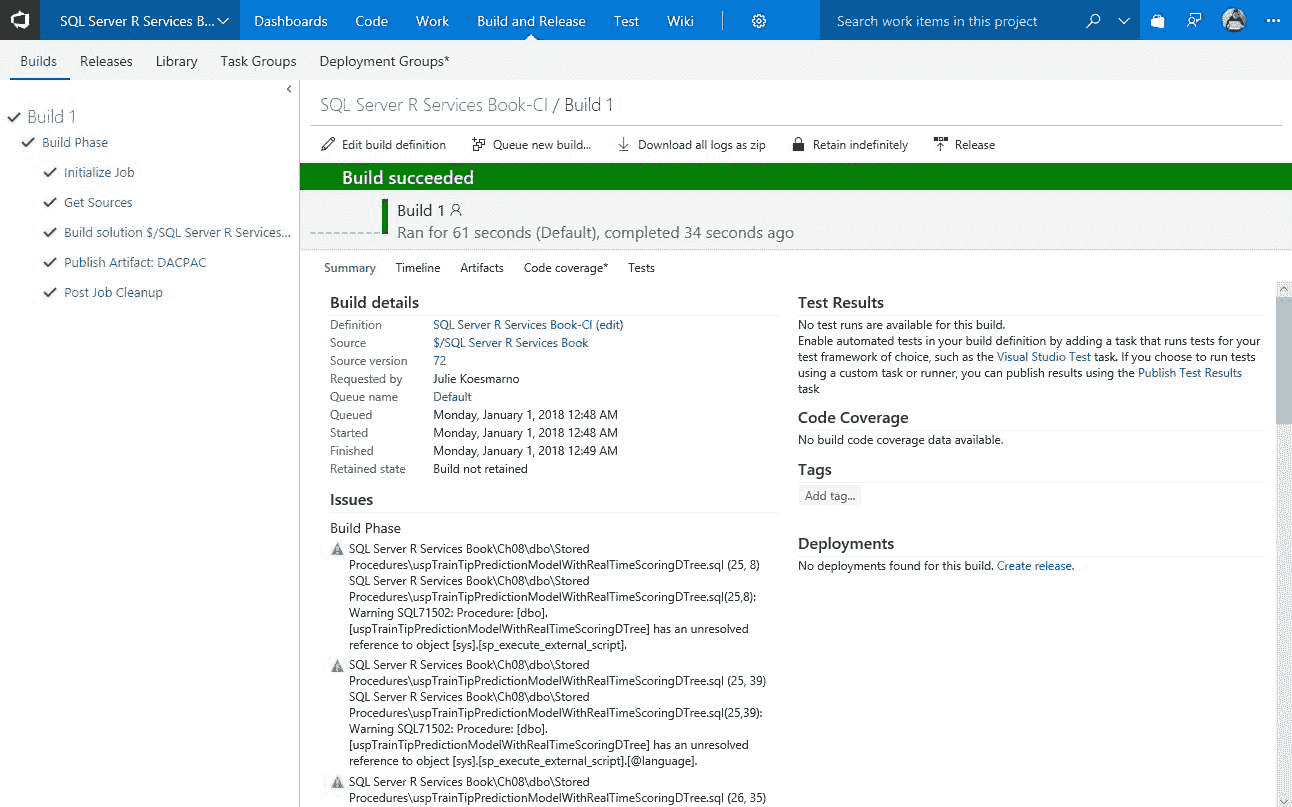 SQL Server R Services B... Dashboards Code Work Build and Release Test Wiki Search work items in this project ...
Builds Releases Library Task Groups Deployment Groups*
Build 1
Build Phase
Initialize Job
Get Sources
Build solution $/SQL Server R Services...
Publish Artifact: DACPAC
Post Job Cleanup
SQL Server R Services Book-CI / Build 1
Edit build definition Queue new build... Download all logs as zip Retain indefinitely Release
Build succeeded
Build 1
Ran for 61 seconds (Default), completed 34 seconds ago
Summary Timeline Artifacts Code coverage* Tests
Build details
Definition SQL Server R Services Book-CI (edit)
Source $/SQL Server R Services Book
Source version 72
Requested by Julie Koesmarno
Queue name Default
Queued Monday, January 1, 2018 12:48 AM
Started Monday, January 1, 2018 12:48 AM
Finished Monday, January 1, 2018 12:49 AM
Retained state Build not retained
Issues
Build Phase
SQL Server R Services Book\Ch08\dbo\Stored
Procedures\uspTrainTipPredictionModelWithRealTimeScoringDTree.sql (25, 8)
SQL Server R Services Book\Ch08\dbo\Stored
Procedures\uspTrainTipPredictionModelWithRealTimeScoringDTree.sql(25,8):
Warning SQL71502: Procedure: [dbo].
[uspTrainTipPredictionModelWithRealTimeScoringDTree] has an unresolved
reference to object [sys].[sp_execute_external_script].
SQL Server R Services Book\Ch08\dbo\Stored
Procedures\uspTrainTipPredictionModelWithRealTimeScoringDTree.sql (25, 39)
SQL Server R Services Book\Ch08\dbo\Stored
Procedures\uspTrainTipPredictionModelWithRealTimeScoringDTree.sql(25,39):
Warning SQL71502: Procedure: [dbo].
[uspTrainTipPredictionModelWithRealTimeScoringDTree] has an unresolved
reference to object [sys].[sp_execute_external_script].[@language].
SQL Server R Services Book\Ch08\dbo\Stored
Procedures\uspTrainTipPredictionModelWithRealTimeScoringDTree.sql (26, 35)
Test Results
No test runs are available for this build.
Enable automated tests in your build definition by adding a task that runs tests for your
test framework of choice, such as the Visual Studio Test task. If you choose to run tests
using a custom task or runner, you can publish results using the Publish Test Results
task
Code Coverage
No build code coverage data available.
Tags
Add tag...
Deployments
No deployments found for this build. Create release.